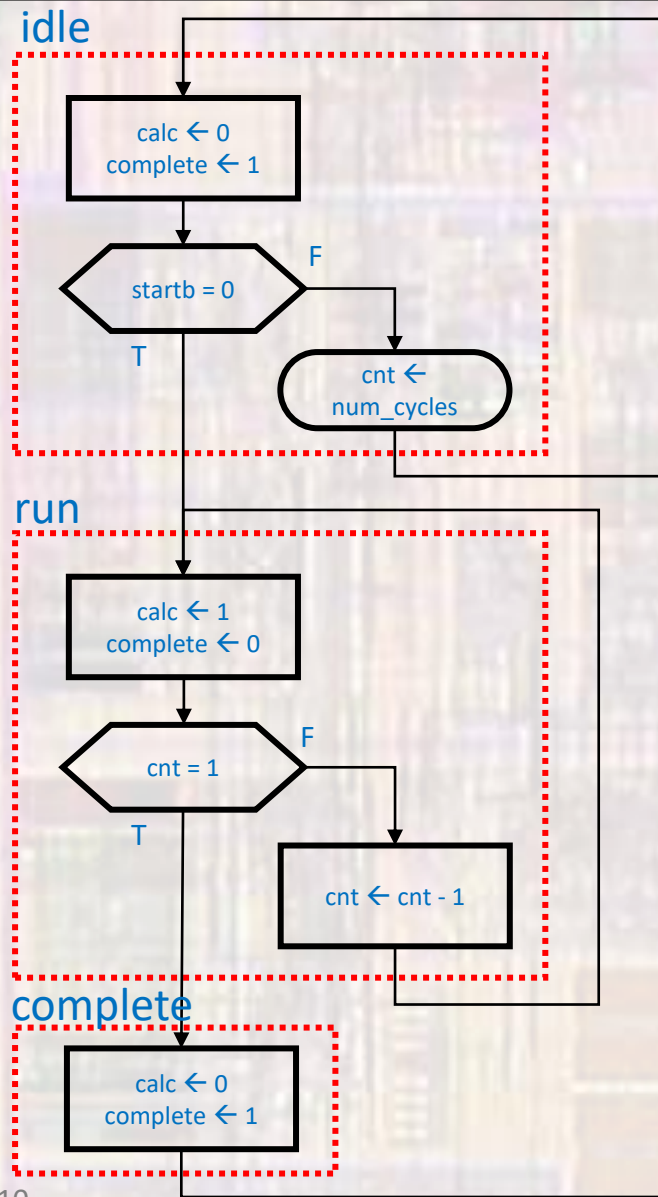 idle
calc ← 0
complete ← 1
startb = 0
F
T
cnt ←
num_cycles
run
calc ← 1
complete ← 0
cnt = 1
F
T
cnt ← cnt - 1
complete
calc ← 0
complete ← 1